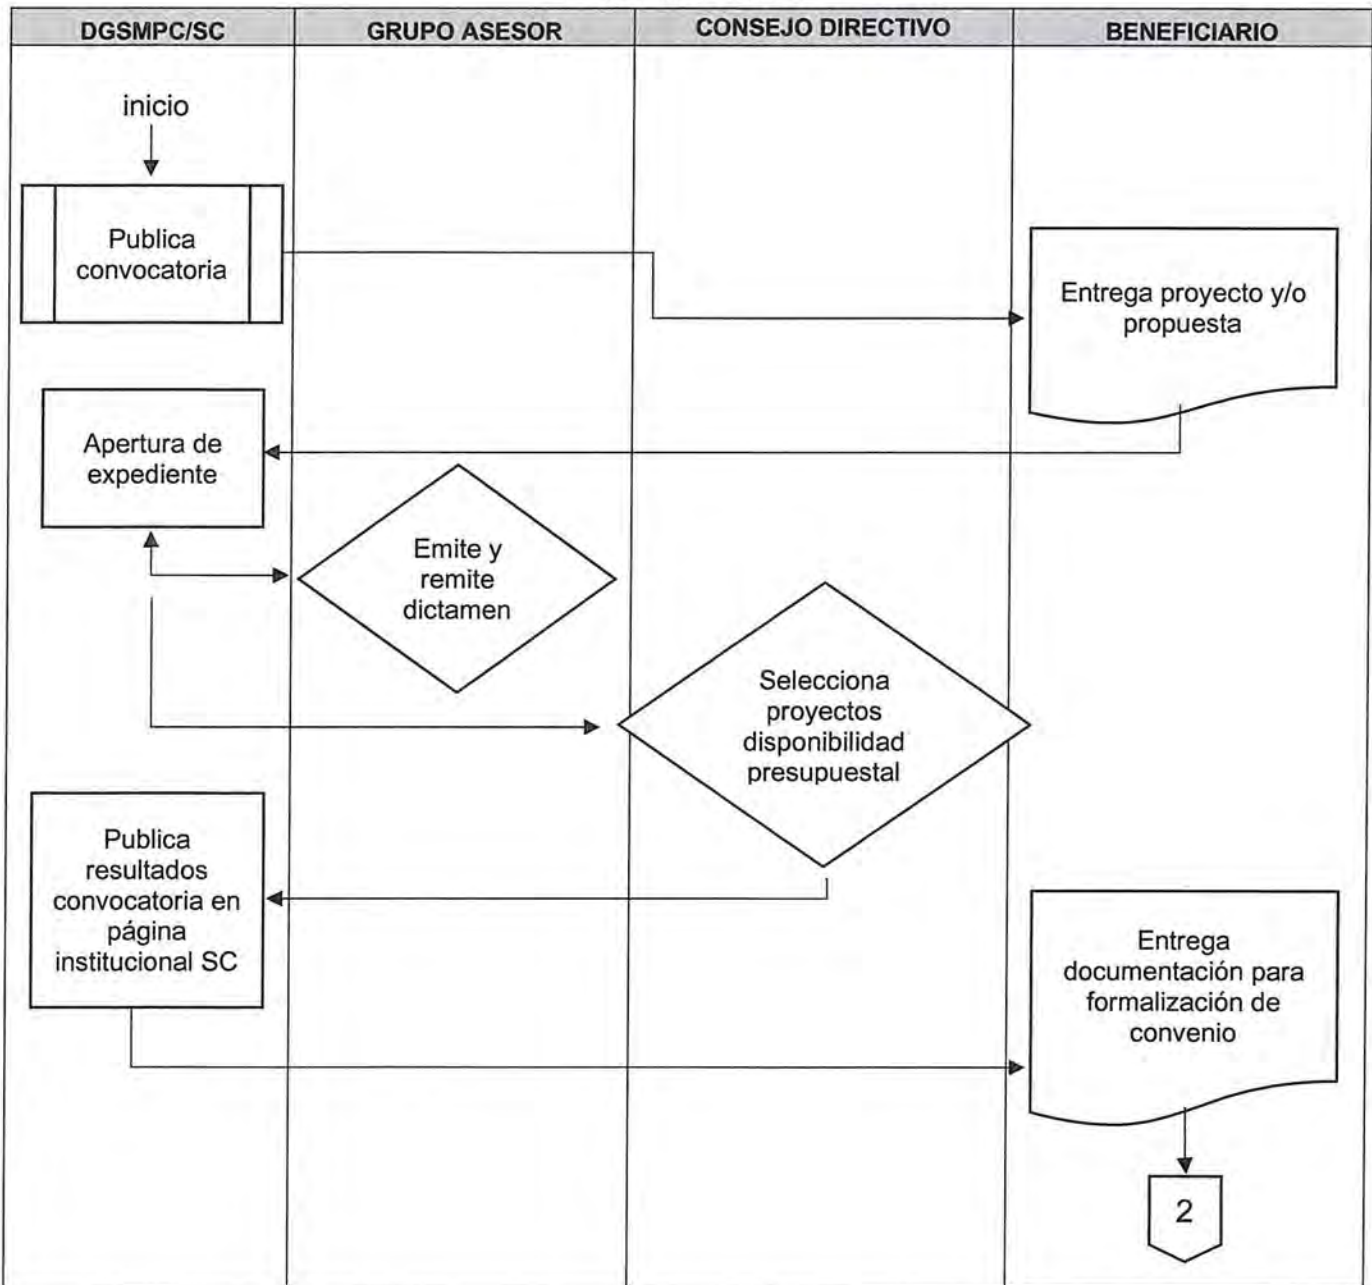 DGSMPC/SC
GRUPO ASESOR
CONSEJO DIRECTIVO
BENEFICIARIO
inicio
Publica
convocatoria
Entrega proyecto y/o
propuesta
Apertura de
expediente
Emite y
remite
dictamen
Selecciona
proyectos
disponibilidad
presupuestal
Publica
resultados
convocatoria en
página
institucional SC
Entrega
documentación para
formalización de
convenio
2